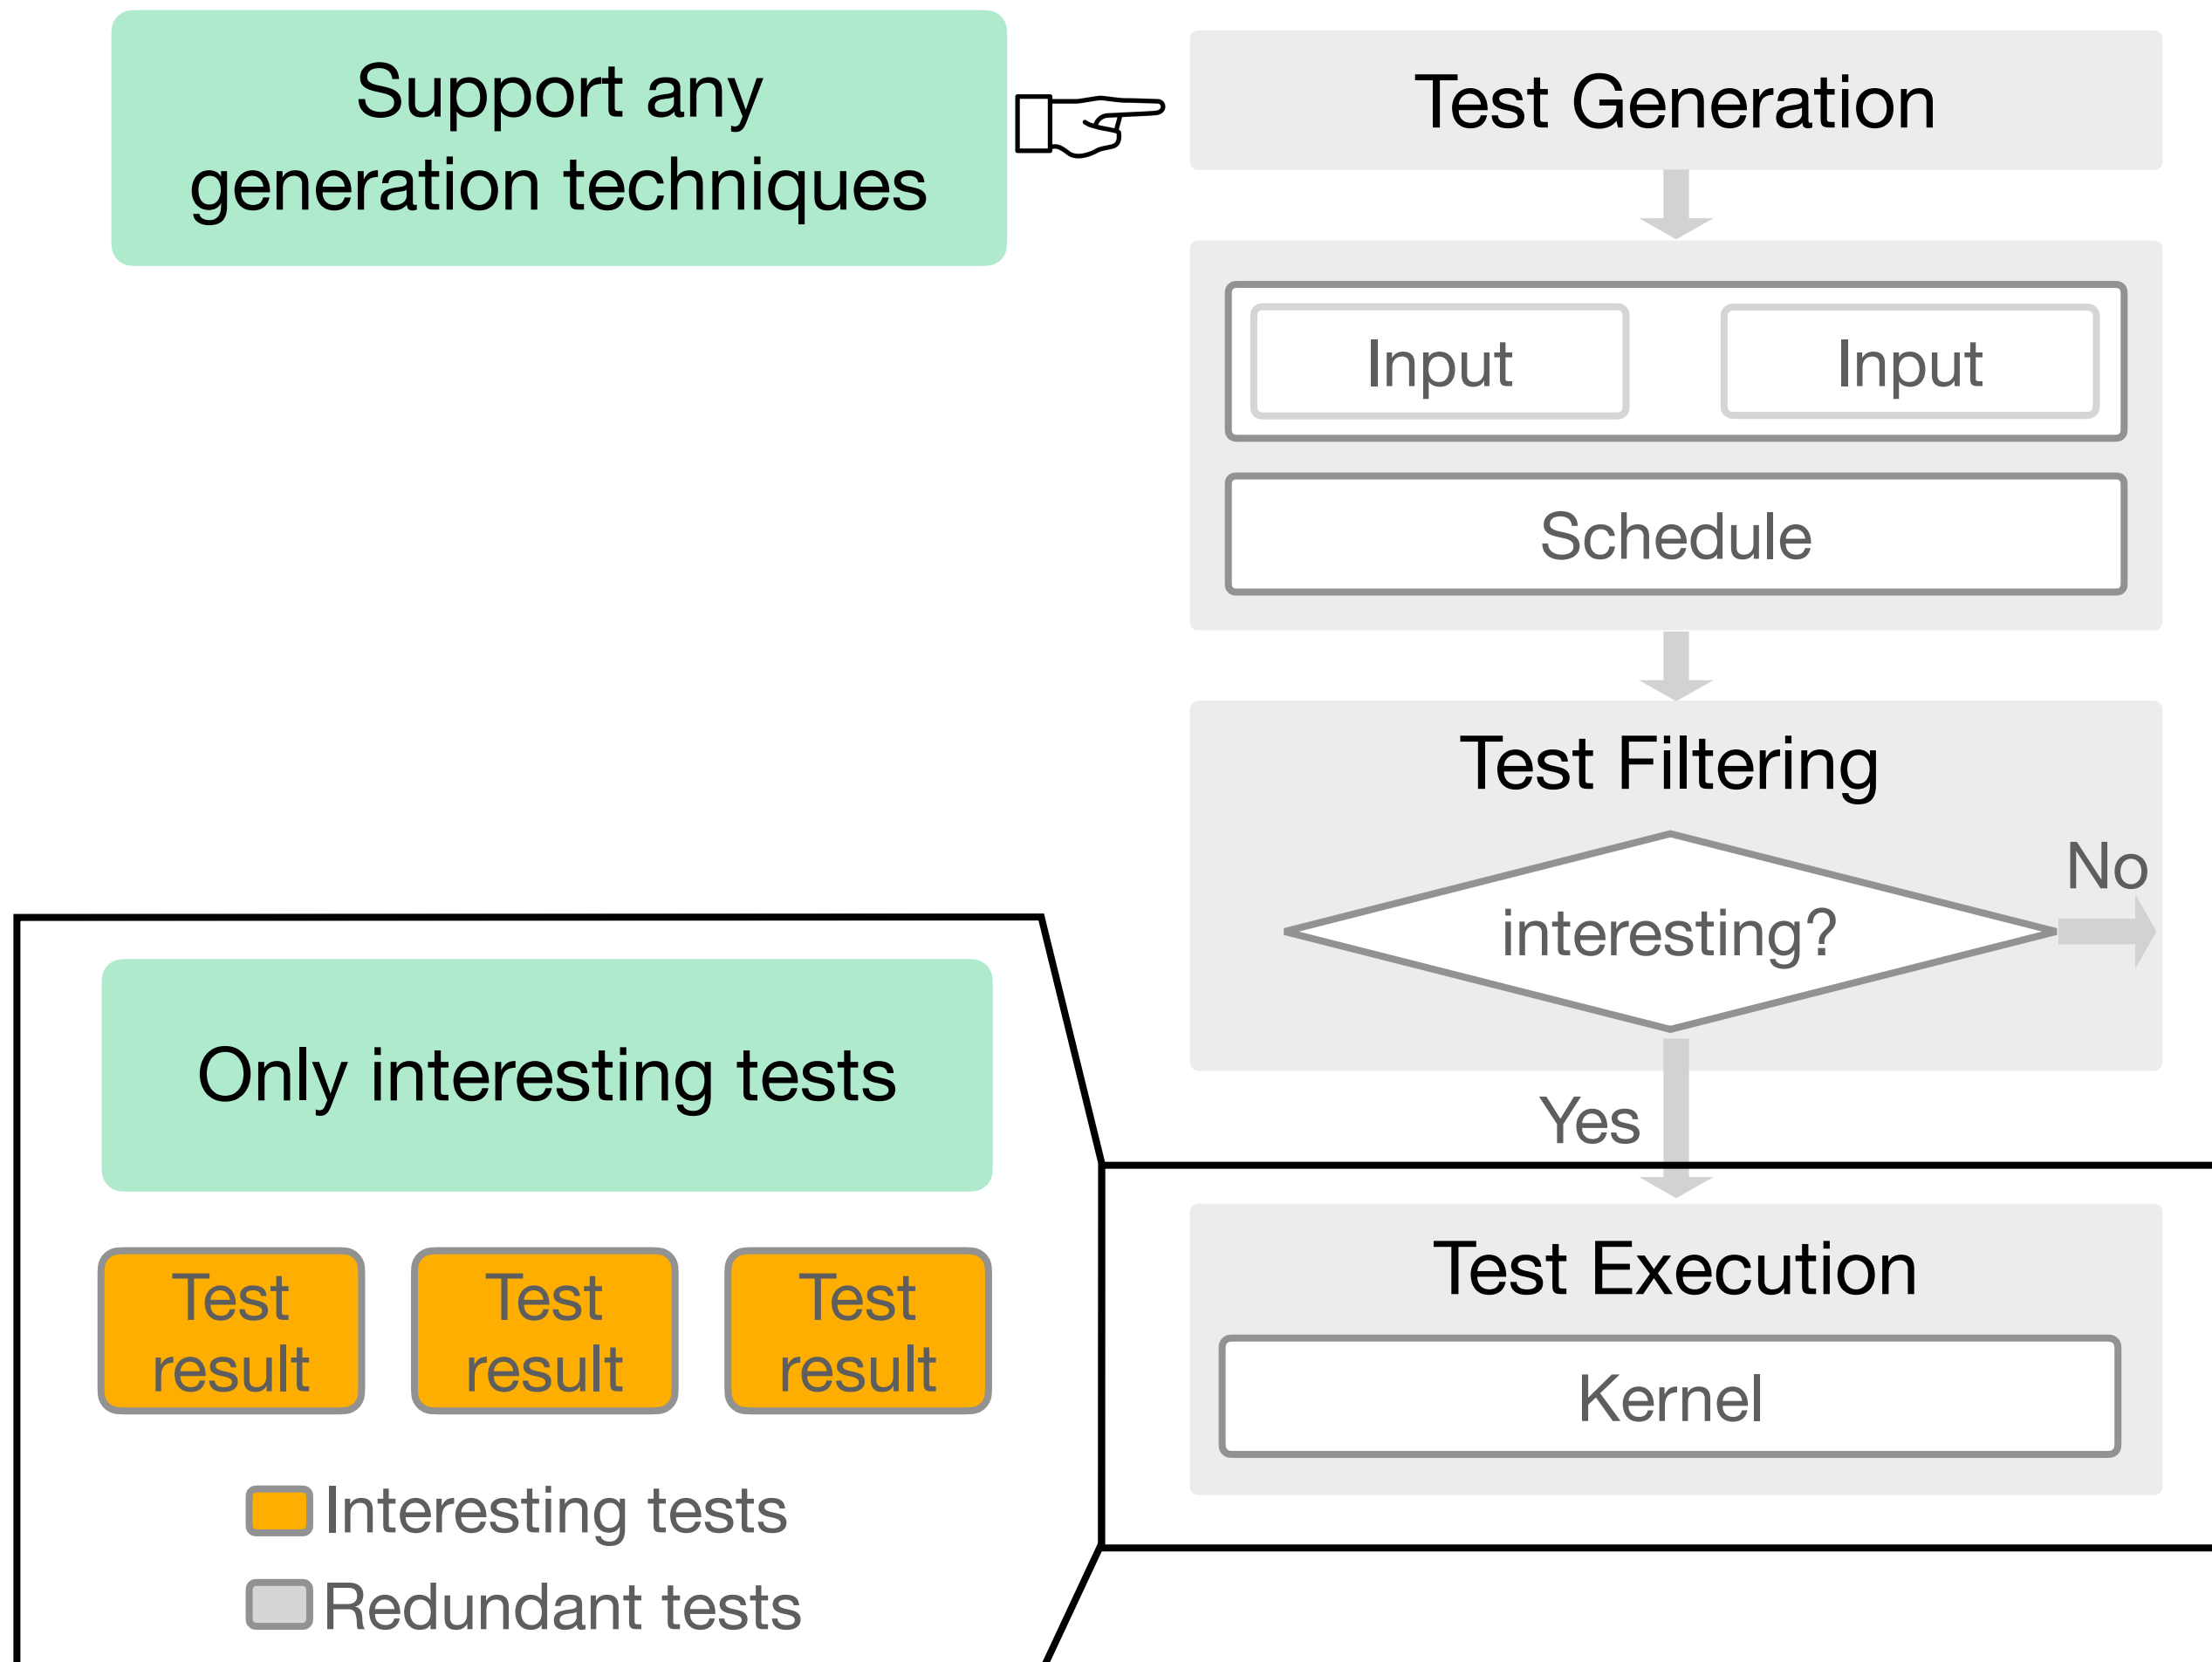 Support any
generation techniques
Test Generation
Input
Input
Schedule
Test Filtering
interesting?
No
Yes
Only interesting tests
Test
result
Test
result
Test
result
Interesting tests
Redundant tests
Test Execution
Kernel